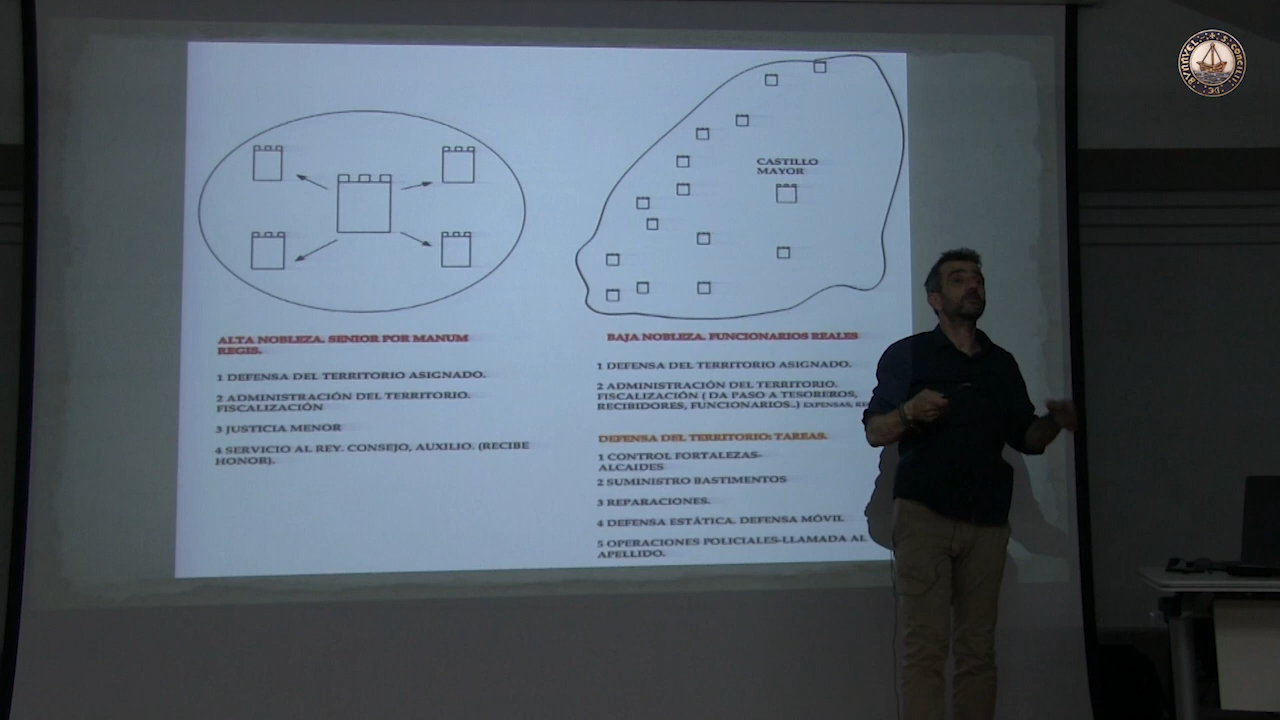 CASTILLO
MAYOR
ALTA NOBLEZA. SENIOR POR MANUM
REGIS.
1 DEFENSA DEL TERRITORIO ASIGNADO.
2 ADMINISTRACIÓN DEL TERRITORIO.
FISCALIZACIÓN
3 JUSTICIA MENOR
4 SERVICIO AL REY. CONSEJO, AUXILIO. (RECIBE
HONOR).
BAJA NOBLEZA. FUNCIONARIOS REALES
1 DEFENSA DEL TERRITORIO ASIGNADO.
2 ADMINISTRACIÓN DEL TERRITORIO.
FISCALIZACIÓN ( DA PASO A TESOREROS,
RECIBIDORES, FUNCIONARIOS..) EXPENSAS,
DEFENSA DEL TERRITORIO: TAREAS.
1 CONTROL FORTALEZAS-
ALCAIDES
2 SUMINISTRO BASTIMENTOS
3 REPARACIONES.
4 DEFENSA ESTÁTICA. DEFENSA MÓVIL
5 OPERACIONES POLICIALES-LLAMADA AL
APELLIDO.